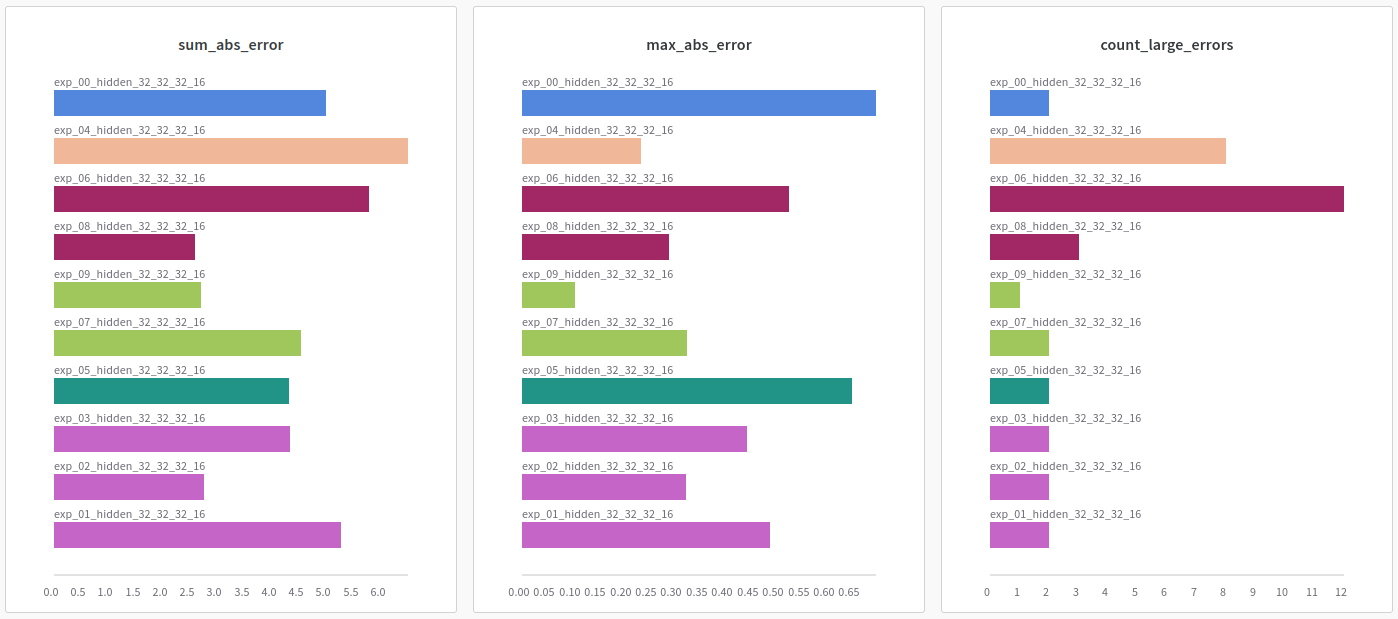 sum_abs_error
exp_00_hidden_32_32_32_16
exp_04_hidden_32_32_32_16
exp_06_hidden_32_32_32_16
exp_08_hidden_32_32_32_16
exp_09_hidden_32_32_32_16
exp_07_hidden_32_32_32_16
exp_05_hidden_32_32_32_16
exp_03_hidden_32_32_32_16
exp_02_hidden_32_32_32_16
exp_01_hidden_32_32_32_16
0.0 0.5 1.0 1.5 2.0 2.5 3.0 3.5 4.0 4.5 5.0 5.5 6.0
max_abs_error
exp_00_hidden_32_32_32_16
exp_04_hidden_32_32_32_16
exp_06_hidden_32_32_32_16
exp_08_hidden_32_32_32_16
exp_09_hidden_32_32_32_16
exp_07_hidden_32_32_32_16
exp_05_hidden_32_32_32_16
exp_03_hidden_32_32_32_16
exp_02_hidden_32_32_32_16
exp_01_hidden_32_32_32_16
0.00 0.05 0.10 0.15 0.20 0.25 0.30 0.35 0.40 0.45 0.50 0.55 0.60 0.65
count_large_errors
exp_00_hidden_32_32_32_16
exp_04_hidden_32_32_32_16
exp_06_hidden_32_32_32_16
exp_08_hidden_32_32_32_16
exp_09_hidden_32_32_32_16
exp_07_hidden_32_32_32_16
exp_05_hidden_32_32_32_16
exp_03_hidden_32_32_32_16
exp_02_hidden_32_32_32_16
exp_01_hidden_32_32_32_16
0 1 2 3 4 5 6 7 8 9 10 11 12